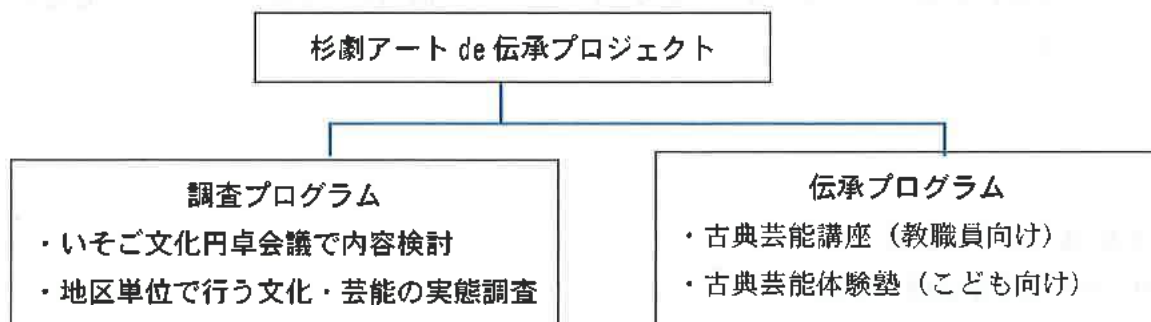 杉劇アート de 伝承プロジェクト
調査プログラム
・いそご文化円卓会議で内容検討
・地区単位で行う文化・芸能の実態調査
伝承プログラム
・古典芸能講座（教職員向け）
・古典芸能体験塾（こども向け）